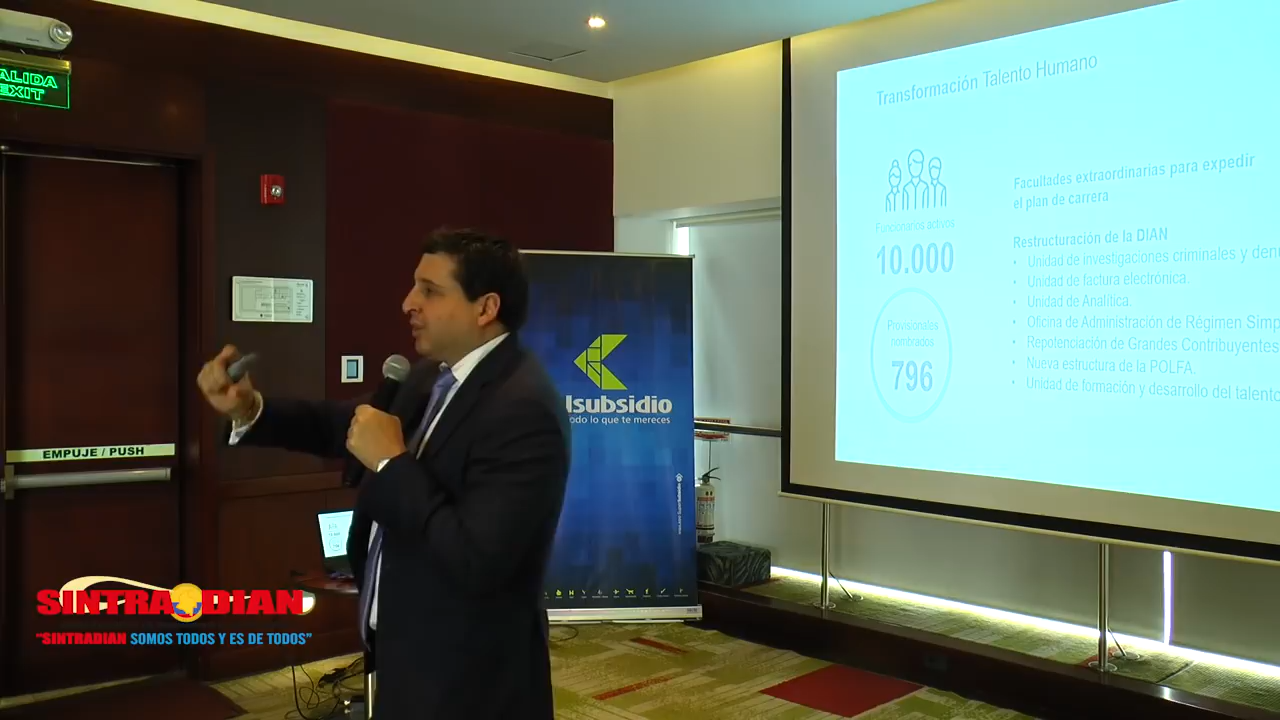 ALIDA
EXIT
EMPUJE / PUSH
lsubsidio
odo lo que te mereces
Transformación Talento Humano
Funcionarios activos
10.000
Provisionales
nombrados
796
Facultades extraordinarias para expedir
el plan de carrera
Restructuración de la DIAN
• Unidad de investigaciones criminales y den
• Unidad de factura electrónica.
• Unidad de Analítica.
• Oficina de Administración de Régimen Simp
• Repotenciación de Grandes Contribuyentes
• Nueva estructura de la POLFA.
• Unidad de formación y desarrollo del talento
SINTRADIAN
"SINTRADIAN SOMOS TODOS Y ES DE TODOS"